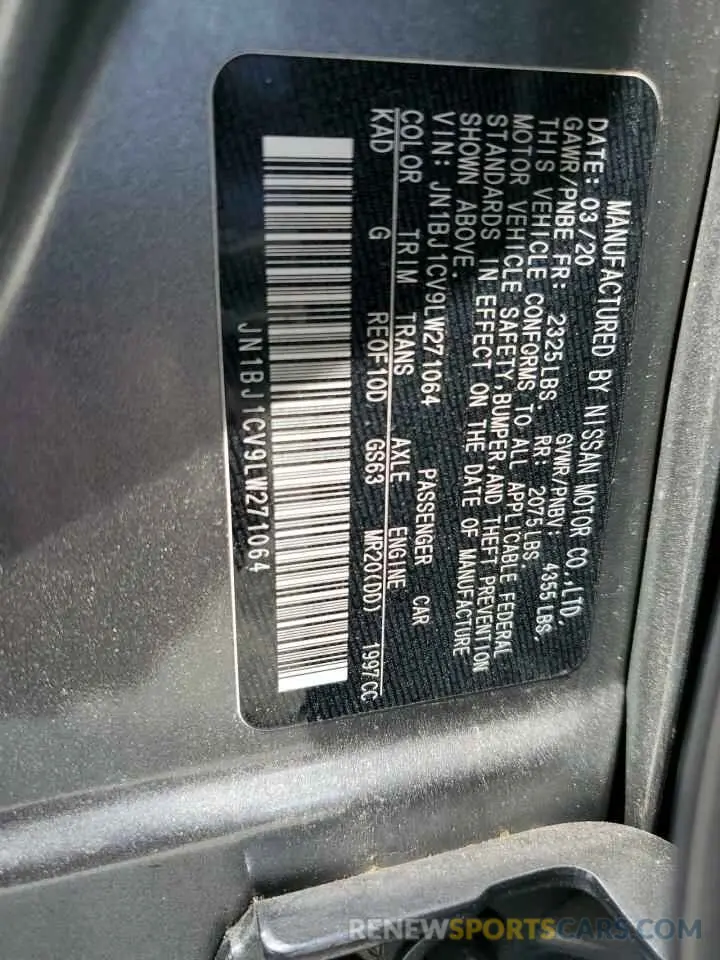 MANUFACTURED BY NISSAN MOTOR CO.,LTD.
DATE: 03/20 GVWR/PNBV: 4355 LBS.
GAWR/PNBE FR: 2325 LBS. RR: 2075 LBS.
THIS VEHICLE CONFORMS TO ALL APPLICABLE FEDERAL
MOTOR VEHICLE SAFETY,BUMPER,AND THEFT PREVENTION
STANDARDS IN EFFECT ON THE DATE OF MANUFACTURE
SHOWN ABOVE.
VIN: JN1BJ1CV9LW271064 PASSENGER CAR
COLOR TRIM TRANS AXLE ENGINE
KAD G RE0F10D GS63 MR20(DD) 1997CC
JN1BJ1CV9LW271064
RENEWSPORTSCARS.COM